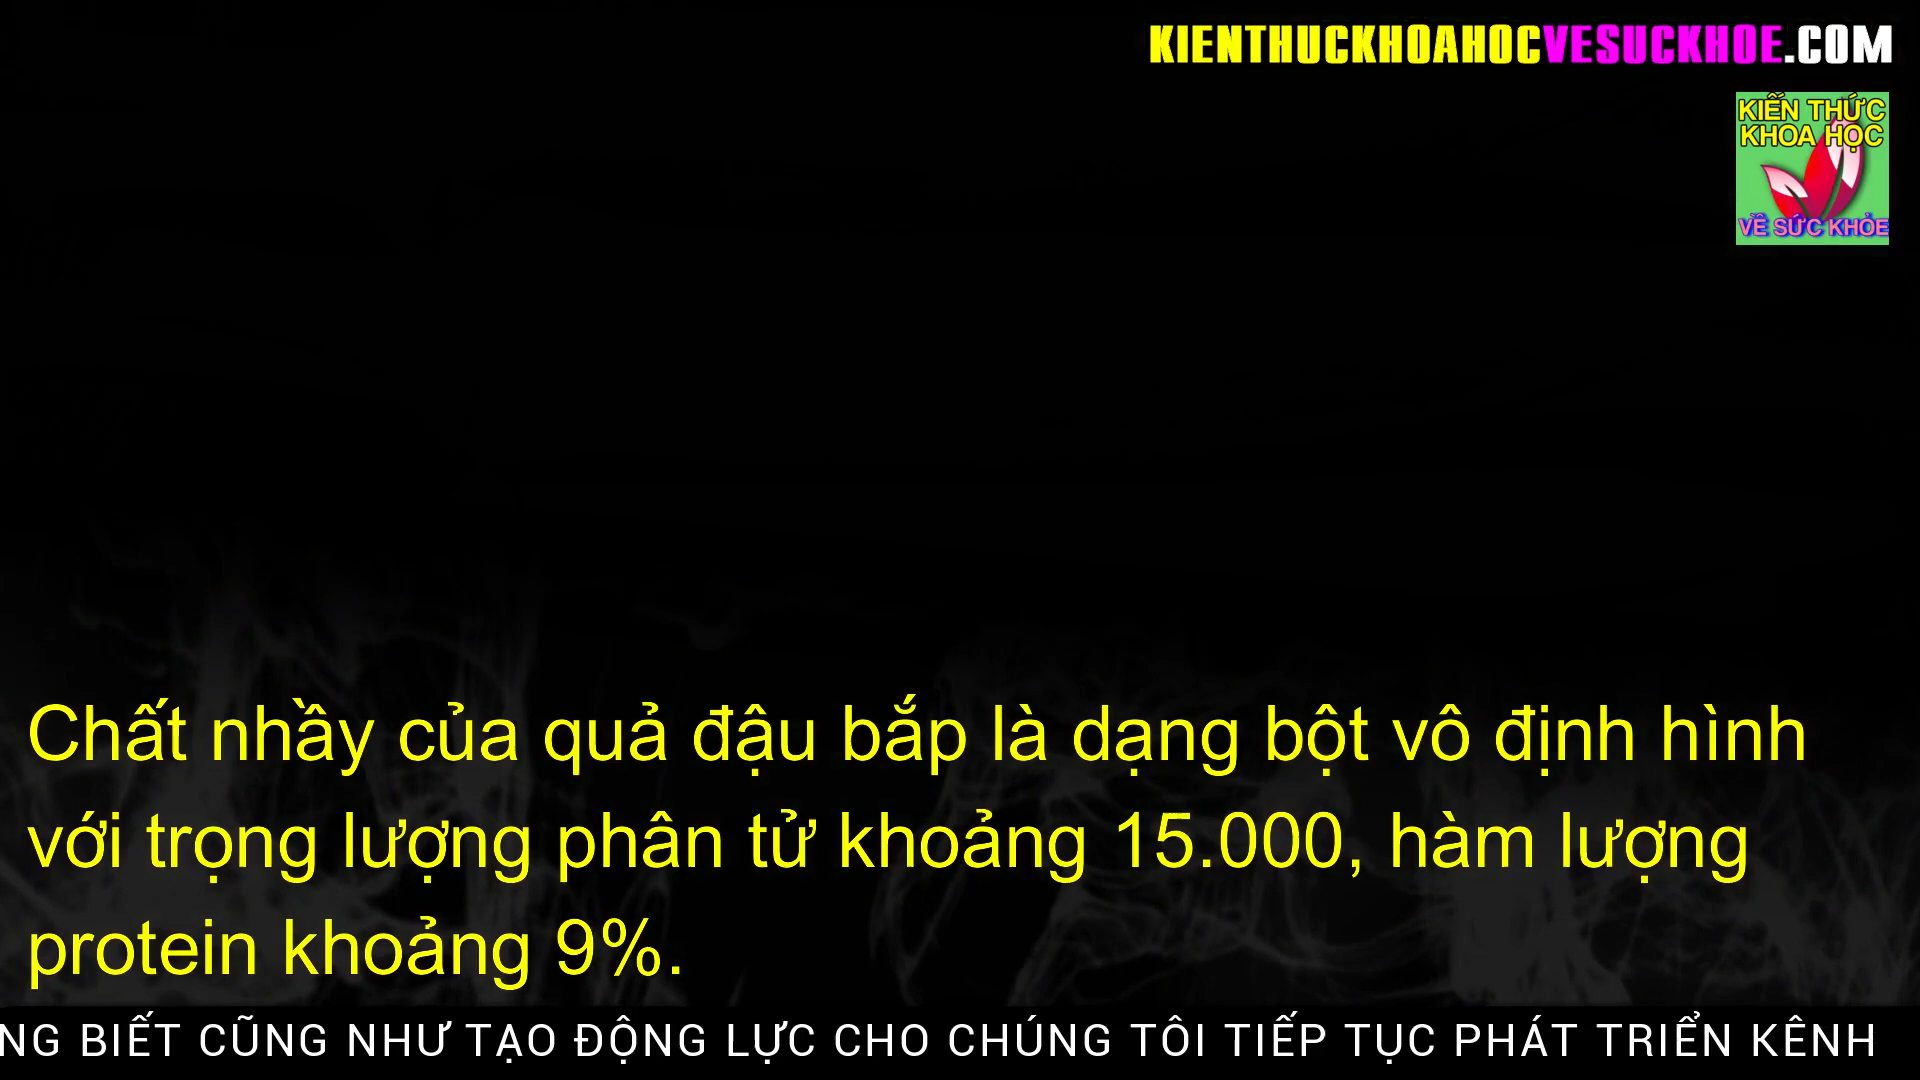 KIENTHUCKHOAHOCVESUCKHOE.COM
KIẾN THỨC
KHOA HỌC
VỀ SỨC KHỎE
Chất nhầy của quả đậu bắp là dạng bột vô định hình
với trọng lượng phân tử khoảng 15.000, hàm lượng
protein khoảng 9%.
NG BIẾT CŨNG NHƯ TẠO ĐỘNG LỰC CHO CHÚNG TÔI TIẾP TỤC PHÁT TRIỂN KÊNH